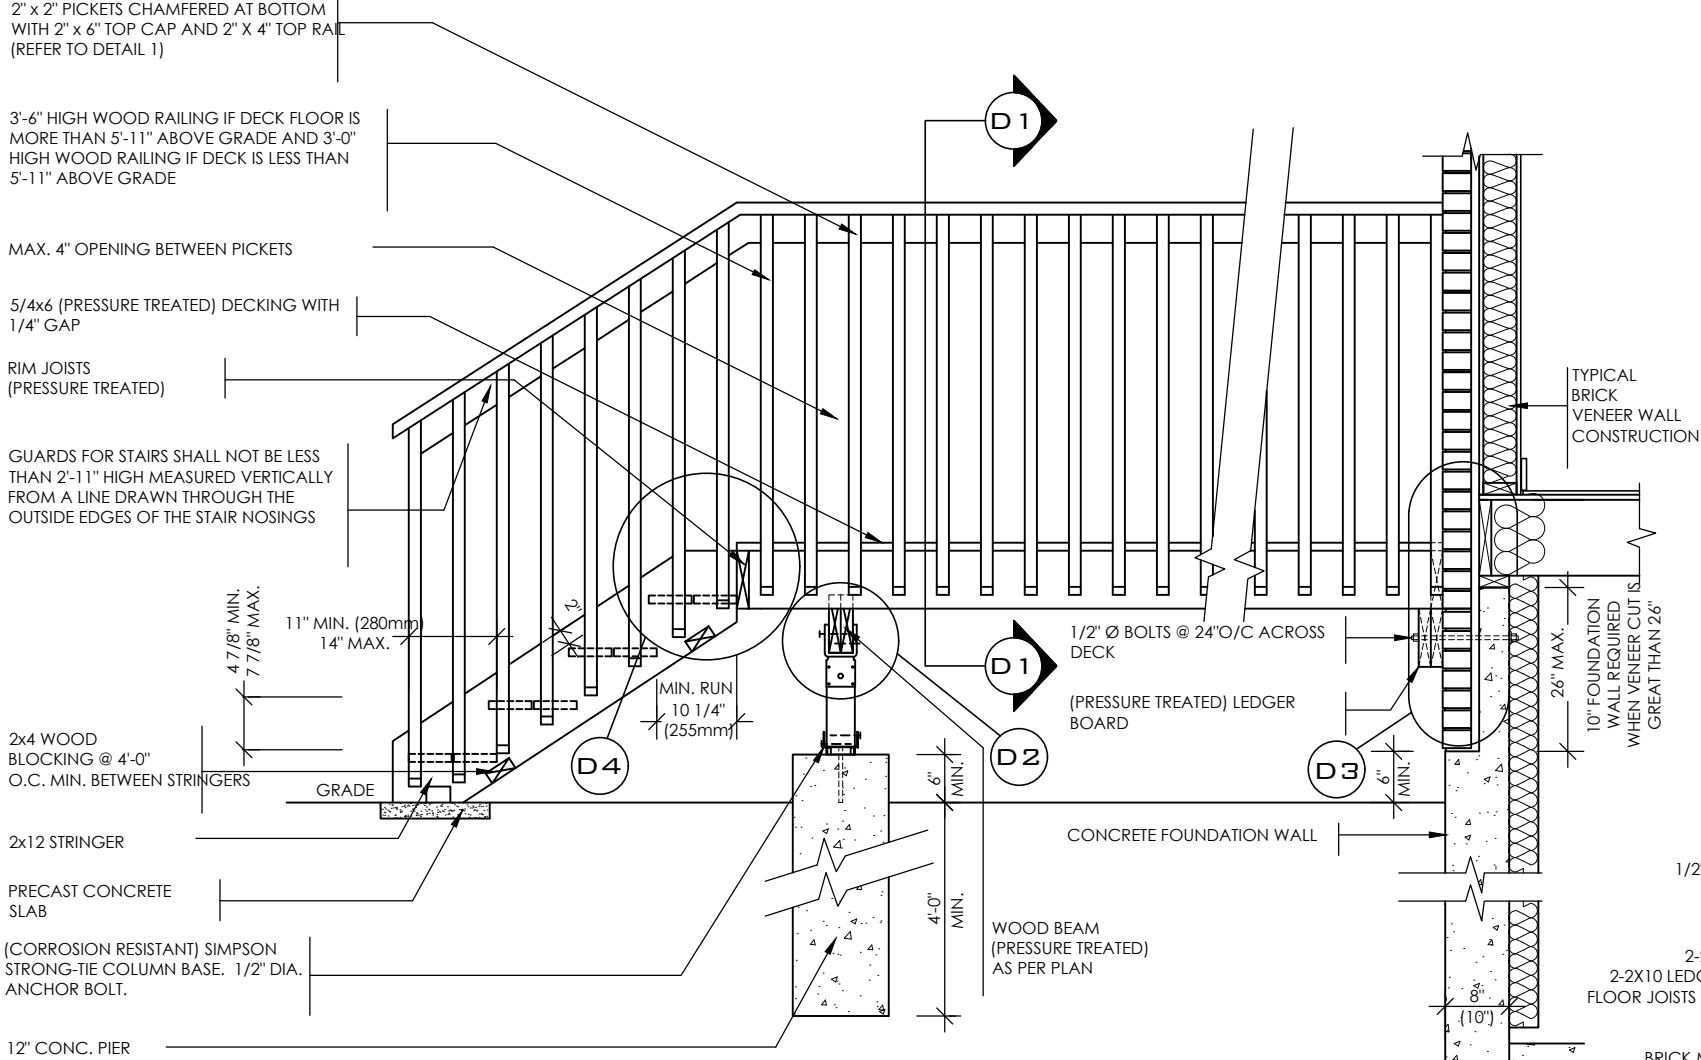 2" x 2" PICKETS CHAMFERED AT BOTTOM
WITH 2" x 6" TOP CAP AND 2" X 4" TOP RAIL
(REFER TO DETAIL 1)
3'-6" HIGH WOOD RAILING IF DECK FLOOR IS
MORE THAN 5'-11" ABOVE GRADE AND 3'-0"
HIGH WOOD RAILING IF DECK IS LESS THAN
5'-11" ABOVE GRADE
MAX. 4" OPENING BETWEEN PICKETS
5/4x6 (PRESSURE TREATED) DECKING WITH
1/4" GAP
RIM JOISTS
(PRESSURE TREATED)
GUARDS FOR STAIRS SHALL NOT BE LESS
THAN 2'-11" HIGH MEASURED VERTICALLY
FROM A LINE DRAWN THROUGH THE
OUTSIDE EDGES OF THE STAIR NOSINGS
4 7/8" MIN.
7 7/8" MAX.
11" MIN. (280mm)
14" MAX.
2"
2x4 WOOD
BLOCKING @ 4'-0"
O.C. MIN. BETWEEN STRINGERS
GRADE
2x12 STRINGER
PRECAST CONCRETE
SLAB
(CORROSION RESISTANT) SIMPSON
STRONG-TIE COLUMN BASE. 1/2" DIA.
ANCHOR BOLT.
12" CONC. PIER
MIN. RUN
10 1/4"
(255mm)
D4
D1
D1
D2
D3
6"
MIN.
4'-0"
MIN.
WOOD BEAM
(PRESSURE TREATED)
AS PER PLAN
1/2" Ø BOLTS @ 24"O/C ACROSS
DECK
(PRESSURE TREATED) LEDGER
BOARD
6"
MIN.
CONCRETE FOUNDATION WALL
TYPICAL
BRICK
VENEER WALL
CONSTRUCTION
26" MAX.
10" FOUNDATION
WALL REQUIRED
WHEN VENEER CUT IS
GREAT THAN 26"
8"
(10")
1/2"
2-2X10
FLOOR JOISTS
BRICK